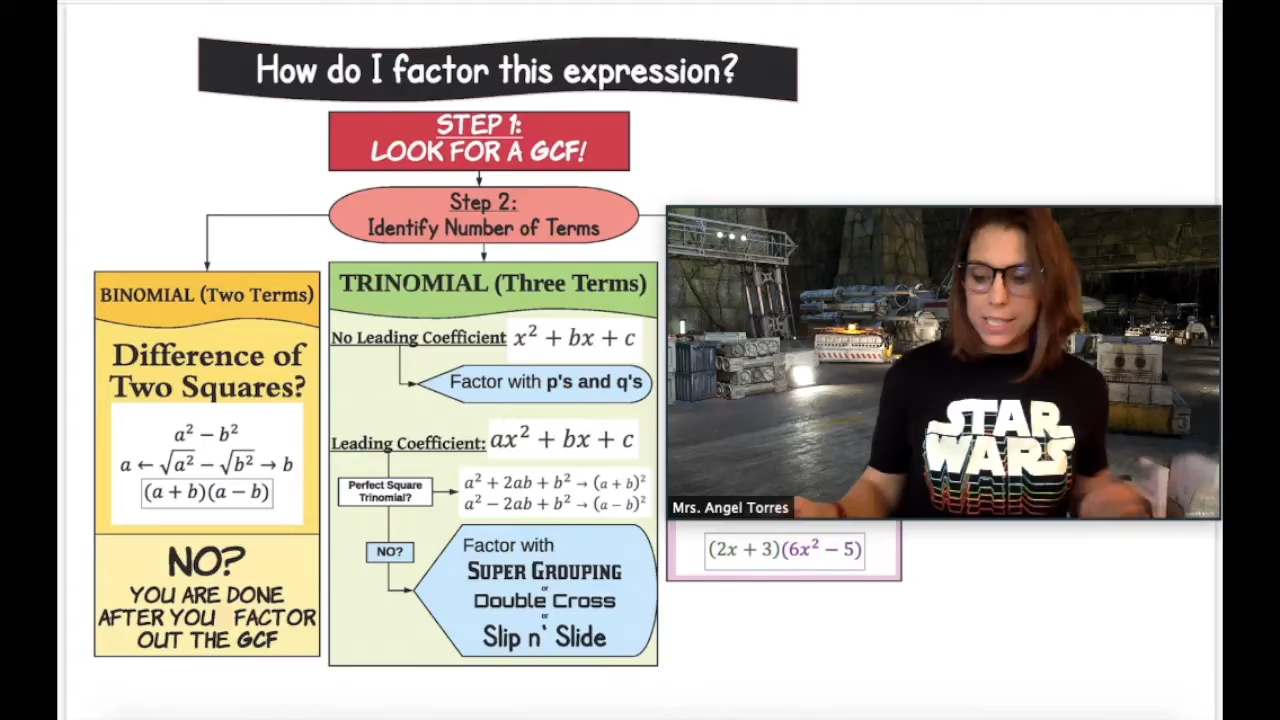 How do I factor this expression?
STEP 1:
LOOK FOR A GCF!
Step 2:
Identify Number of Terms
BINOMIAL (Two Terms)
Difference of
Two Squares?
a² − b²
a ← √a² − √b² → b
(a + b)(a − b)
NO?
YOU ARE DONE
AFTER YOU FACTOR
OUT THE GCF
TRINOMIAL (Three Terms)
No Leading Coefficient x² + bx + c
Factor with p's and q's
Leading Coefficient: ax² + bx + c
Perfect Square
Trinomial?
a² + 2ab + b² → (a + b)²
a² − 2ab + b² → (a − b)²
NO?
Factor with
SUPER GROUPING
or
Double Cross
or
Slip n' Slide
STAR
WARS
Mrs. Angel Torres
(2x + 3)(6x² − 5)